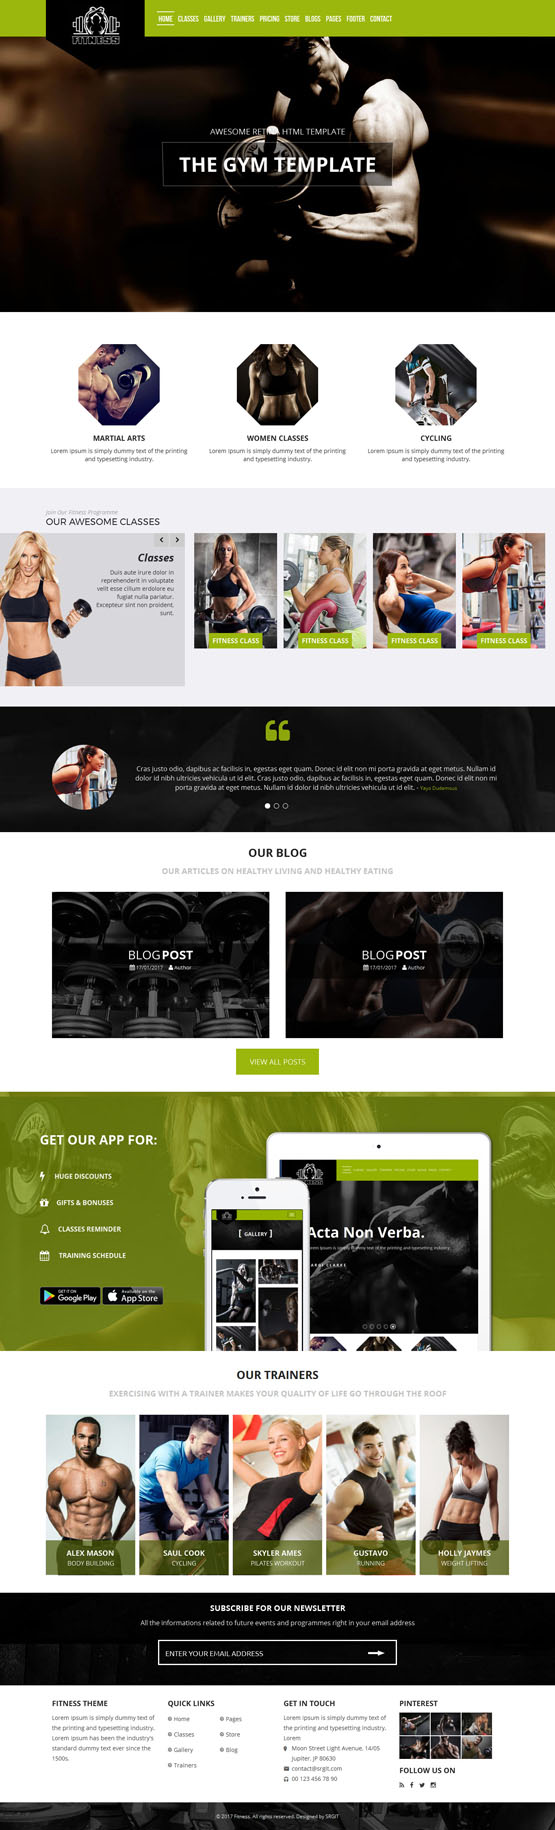 FITNESS
HOME CLASSES GALLERY TRAINERS PRICING STORE BLOGS PAGES FOOTER CONTACT
AWESOME RETINA HTML TEMPLATE
THE GYM TEMPLATE
MARTIAL ARTS
Lorem Ipsum is simply dummy text of the printing
and typesetting industry.
WOMEN CLASSES
Lorem Ipsum is simply dummy text of the printing
and typesetting industry.
CYCLING
Lorem Ipsum is simply dummy text of the printing
and typesetting industry.
Join Our Fitness Programme
OUR AWESOME CLASSES
Classes
Duis aute irure dolor in
reprehenderit in voluptate
velit esse cillum erdolore eu
fugiat nulla pariatur.
Excepteur sint non proident.
sunt.
FITNESS CLASS
FITNESS CLASS
FITNESS CLASS
FITNESS CLASS
Cras justo odio, dapibus ac facilisis in, egestas eget quam. Donec id elit non mi porta gravida at eget metus. Nullam id
dolor id nibh ultricies vehicula ut id elit. Cras justo odio, dapibus ac facilisis in, egestas eget quam. Donec id elit non mi
porta gravida at eget metus. Nullam id dolor id nibh ultricies vehicula ut id elit. - Yaya Dudemsus
OUR BLOG
OUR ARTICLES ON HEALTHY LIVING AND HEALTHY EATING
BLOG POST
17/01/2017 Author
BLOG POST
17/01/2017 Author
VIEW ALL POSTS
GET OUR APP FOR:
HUGE DISCOUNTS
GIFTS & BONUSES
CLASSES REMINDER
TRAINING SCHEDULE
GET IT ON
Google Play
Available on the
App Store
[ GALLERY ]
Acta Non Verba.
Lorem Ipsum is simply dummy text of the printing and typesetting industry.
OUR TRAINERS
EXERCISING WITH A TRAINER MAKES YOUR QUALITY OF LIFE GO THROUGH THE ROOF
ALEX MASON
BODY BUILDING
SAUL COOK
CYCLING
SKYLER AMES
PILATES WORKOUT
GUSTAVO
RUNNING
HOLLY JAYMES
WEIGHT LIFTING
SUBSCRIBE FOR OUR NEWSLETTER
All the informations related to future events and programmes right in your email address
ENTER YOUR EMAIL ADDRESS
FITNESS THEME
Lorem Ipsum is simply dummy text of
the printing and typesetting industry.
Lorem Ipsum has been the industry's
standard dummy text ever since the
1500s.
QUICK LINKS
Home
Classes
Gallery
Trainers
Pages
Store
Blog
GET IN TOUCH
Lorem Ipsum is simply dummy text of
the printing and typesetting industry.
Lorem
Moon Street Light Avenue, 14/05
Jupiter, JP 80630
contact@srgit.com
00 123 456 78 90
PINTEREST
FOLLOW US ON
© 2017 Fitness. All rights reserved. Designed by SRGIT